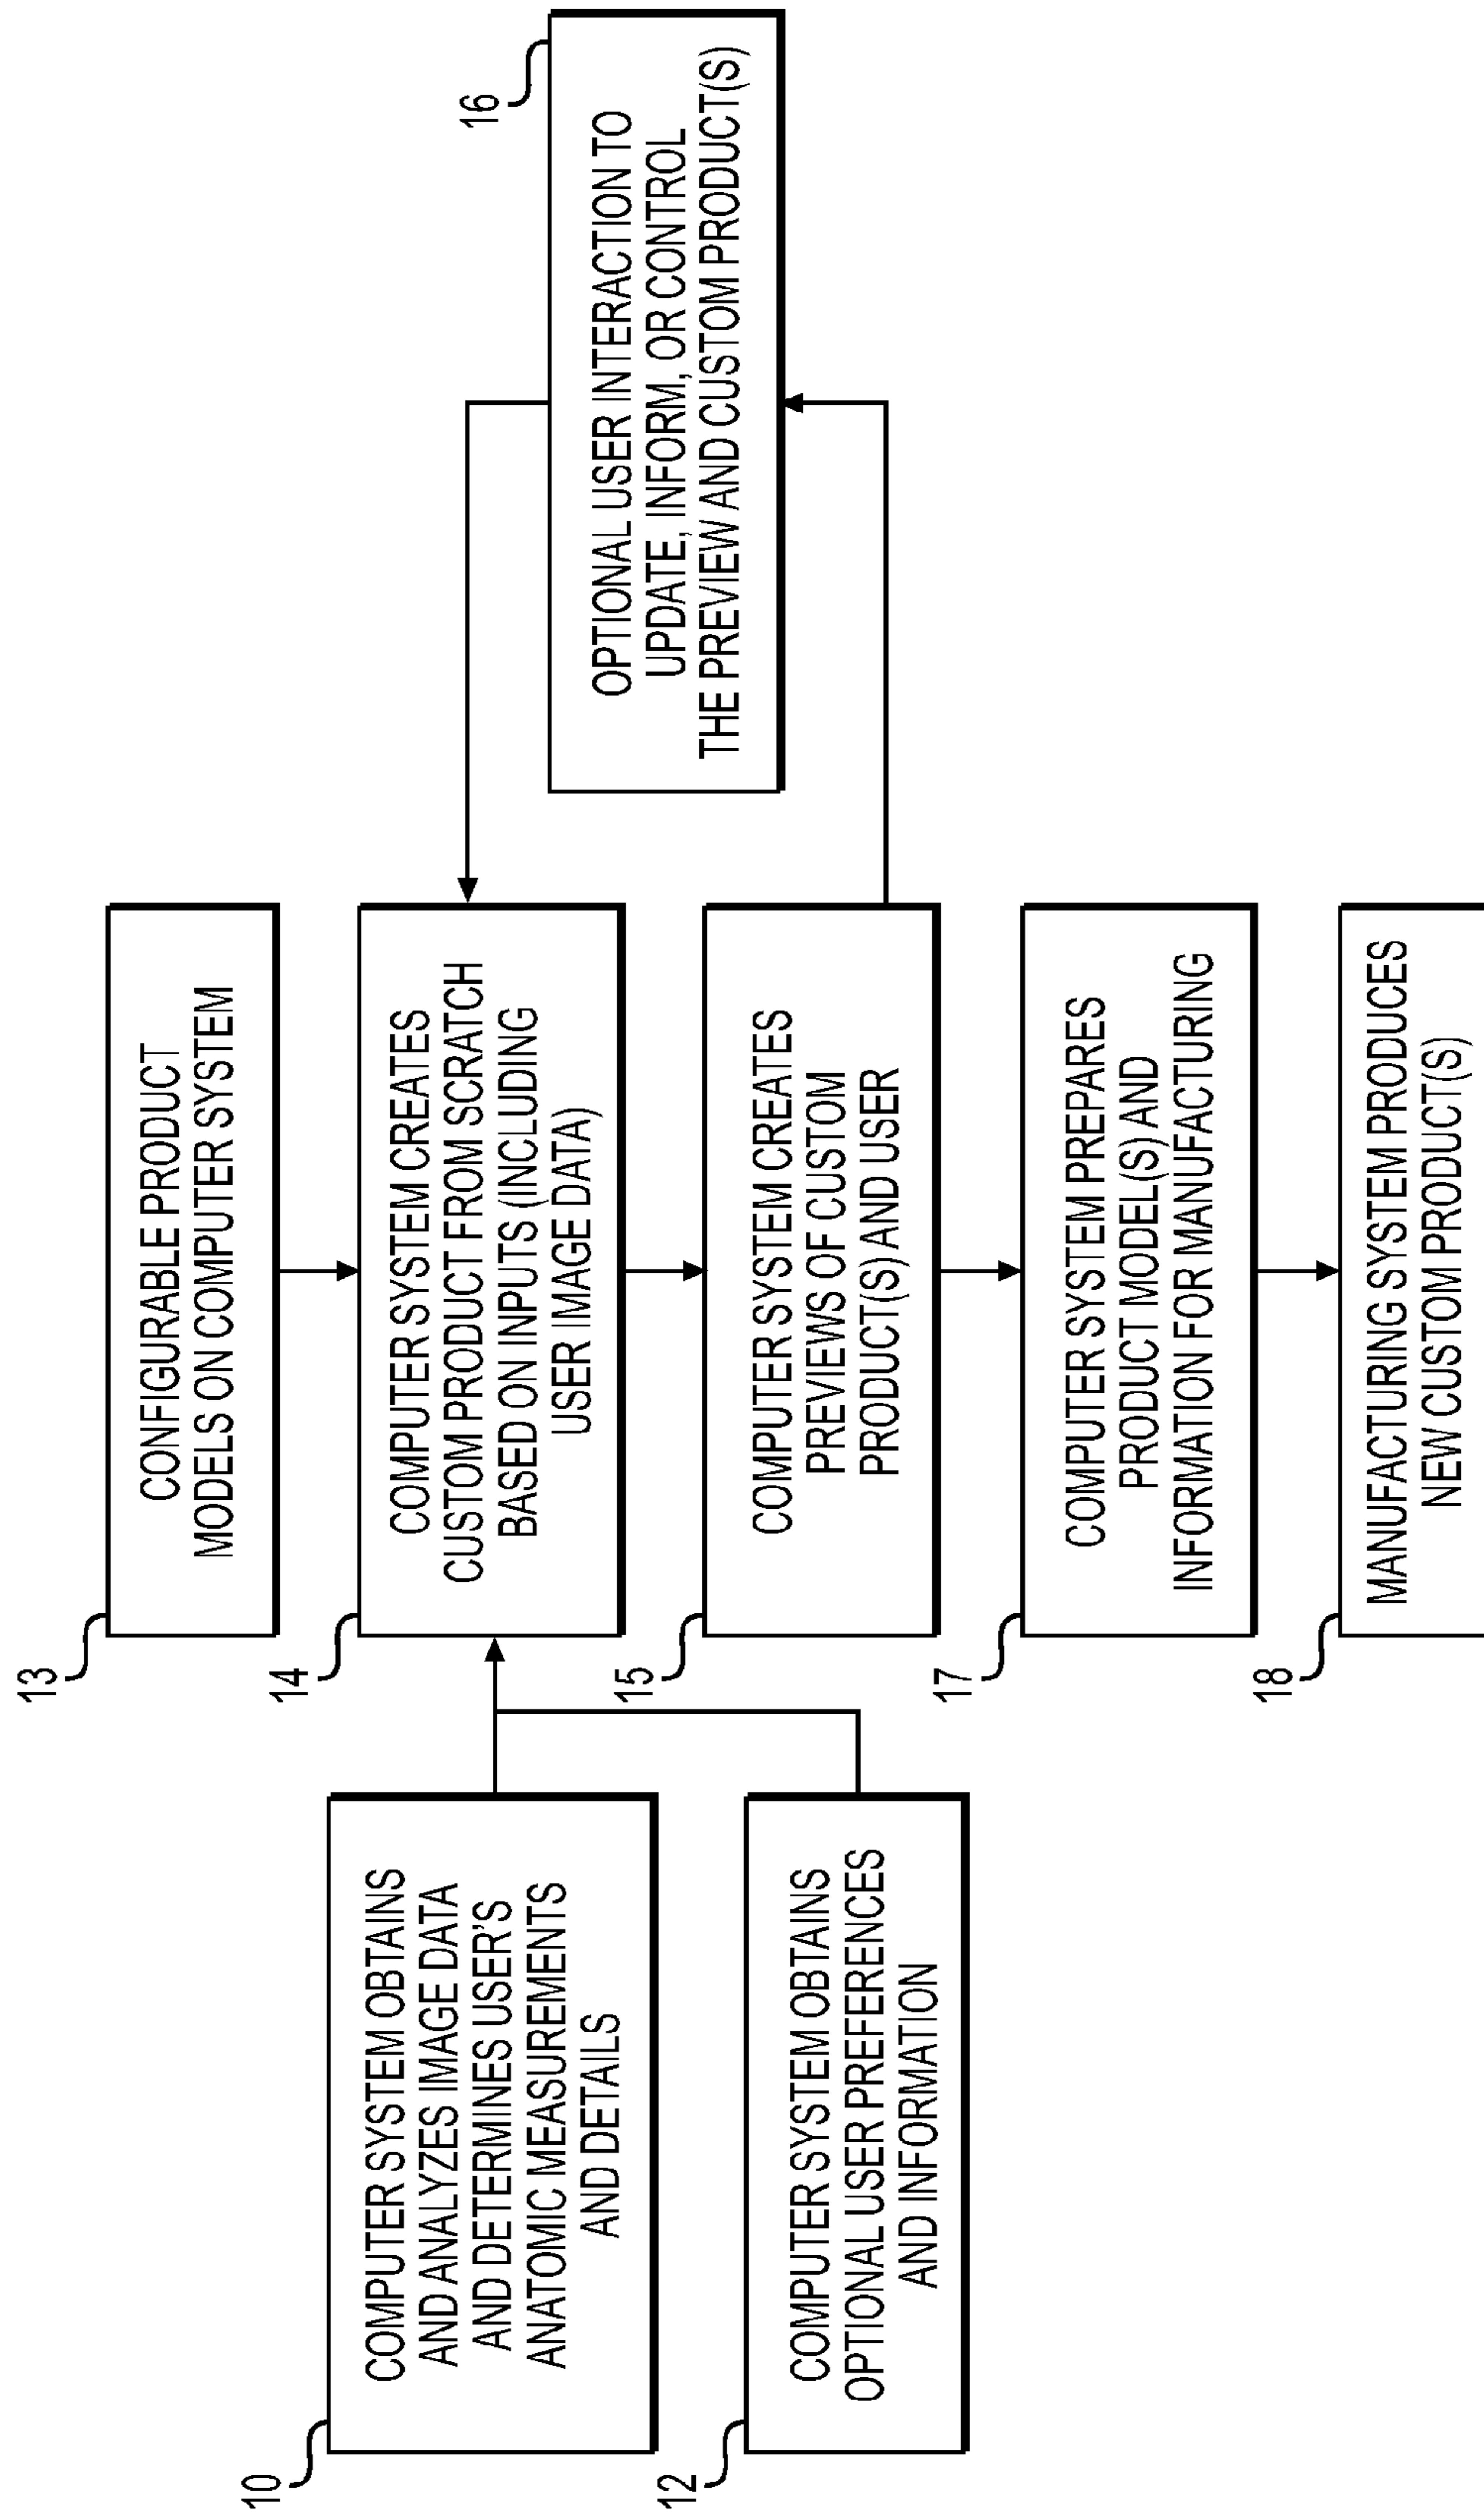 13
CONFIGURABLE PRODUCT
MODELS ON COMPUTER SYSTEM
10
COMPUTER SYSTEM OBTAINS
AND ANALYZES IMAGE DATA
AND DETERMINES USER'S
ANATOMIC MEASUREMENTS
AND DETAILS
14
COMPUTER SYSTEM CREATES
CUSTOM PRODUCT FROM SCRATCH
BASED ON INPUTS (INCLUDING
USER IMAGE DATA)
16
OPTIONAL USER INTERACTION TO
UPDATE, INFORM, OR CONTROL
THE PREVIEW AND CUSTOM PRODUCT(S)
12
COMPUTER SYSTEM OBTAINS
OPTIONAL USER PREFERENCES
AND INFORMATION
15
COMPUTER SYSTEM CREATES
PREVIEWS OF CUSTOM
PRODUCT(S) AND USER
17
COMPUTER SYSTEM PREPARES
PRODUCT MODEL(S) AND
INFORMATION FOR MANUFACTURING
18
MANUFACTURING SYSTEM PRODUCES
NEW CUSTOM PRODUCT(S)